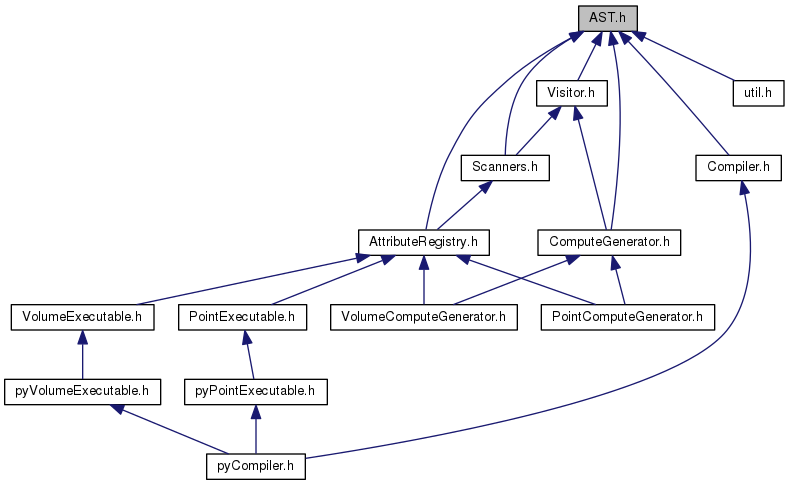 AST.h
Visitor.h
util.h
Scanners.h
Compiler.h
AttributeRegistry.h
ComputeGenerator.h
VolumeExecutable.h
PointExecutable.h
VolumeComputeGenerator.h
PointComputeGenerator.h
pyVolumeExecutable.h
pyPointExecutable.h
pyCompiler.h